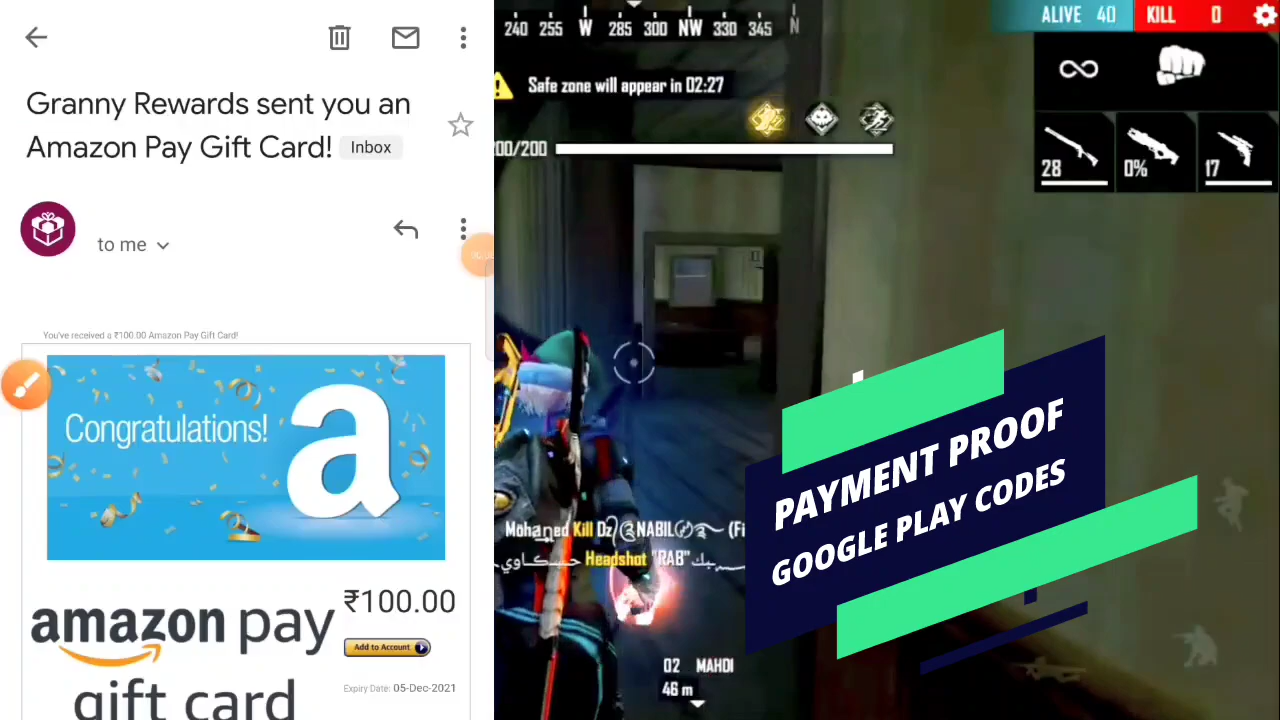 Granny Rewards sent you an
Amazon Pay Gift Card! Inbox
to me
You've received a ₹100.00 Amazon Pay Gift Card!
Congratulations!
a
amazon pay
gift card
₹100.00
Add to Account
Expiry Date: 05-Dec-2021
240 255 W 285 300 NW 330 345 N
ALIVE 40 KILL 0
Safe zone will appear in 02:27
00/200
28 0% 17
Kill
Headshot "RAB"
02 MAHDI
46 m
PAYMENT PROOF
GOOGLE PLAY CODES